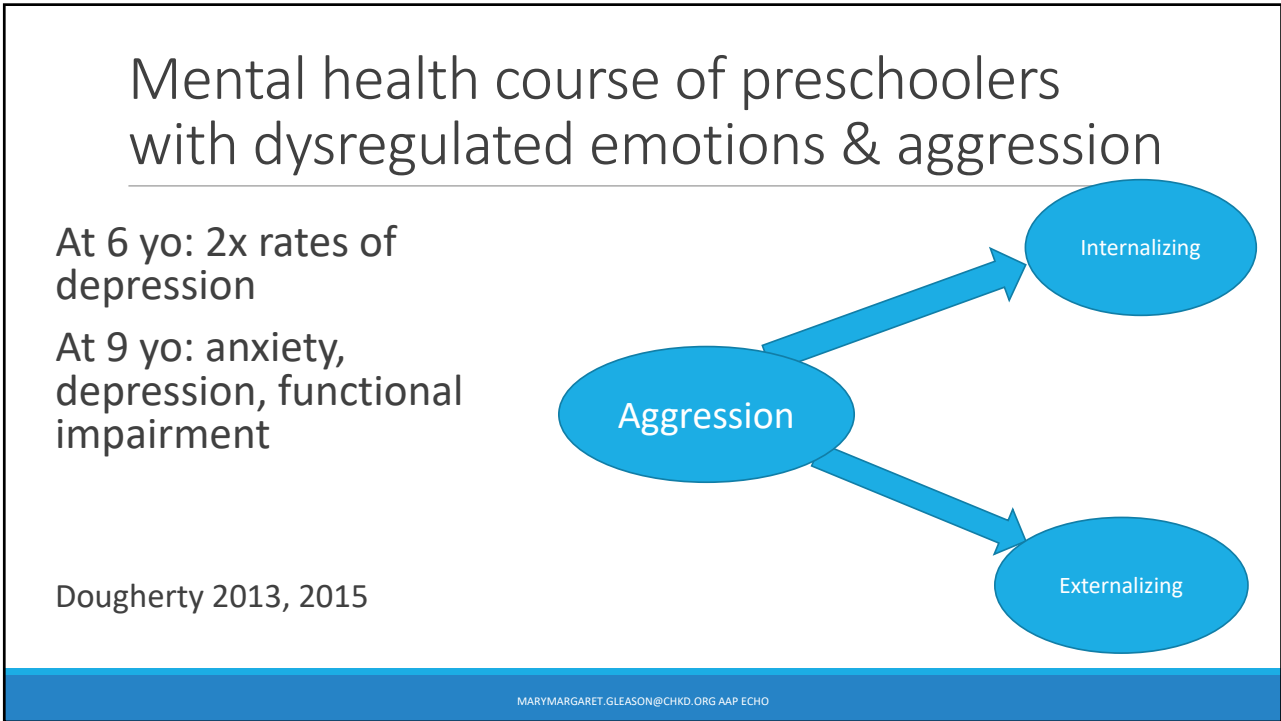 Mental health course of preschoolers
with dysregulated emotions & aggression
At 6 yo: 2x rates of
depression
At 9 yo: anxiety,
depression, functional
impairment
Dougherty 2013, 2015
Internalizing
Aggression
Externalizing
MARYMARGARET.GLEASON@CHKD.ORG AAP ECHO